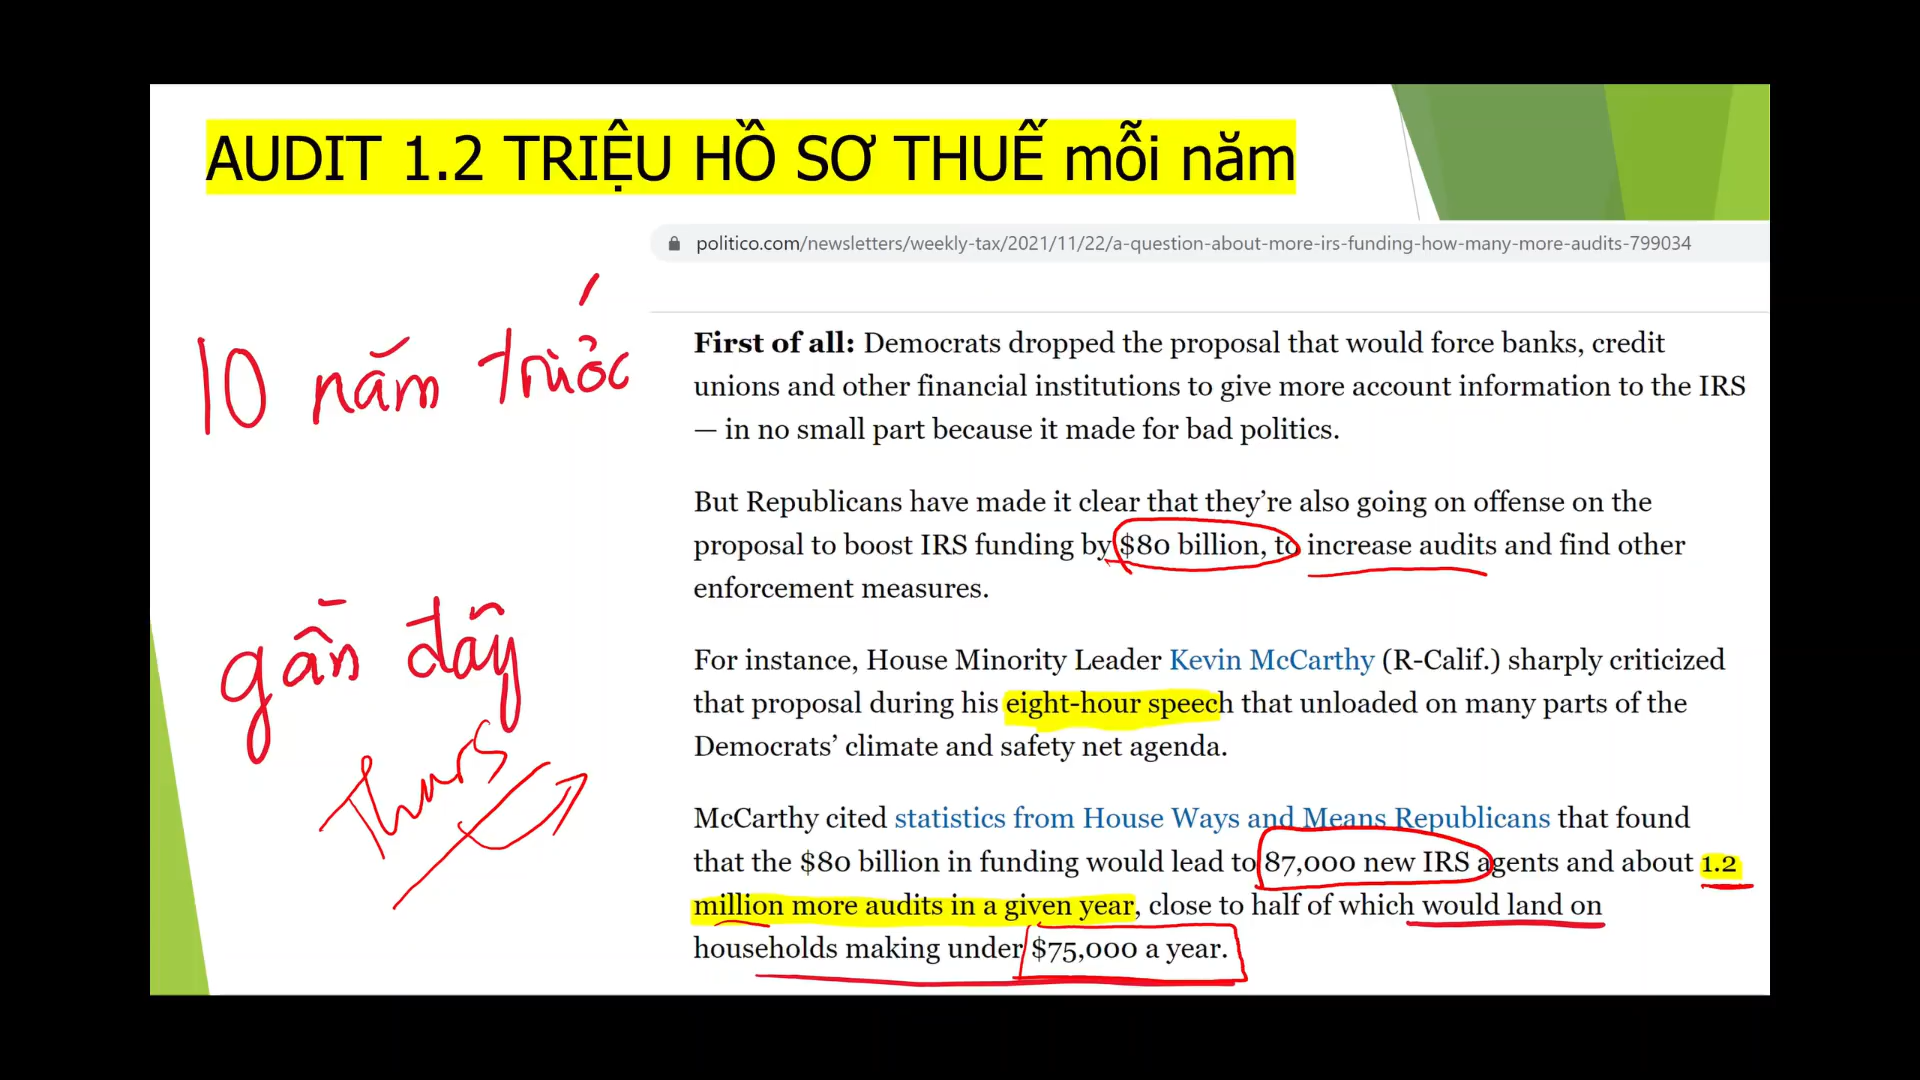 AUDIT 1.2 TRIỆU HỒ SƠ THUẾ mỗi năm
politico.com/newsletters/weekly-tax/2021/11/22/a-question-about-more-irs-funding-how-many-more-audits-799034
10 năm trước
First of all: Democrats dropped the proposal that would force banks, credit
unions and other financial institutions to give more account information to the IRS
— in no small part because it made for bad politics.
But Republicans have made it clear that they’re also going on offense on the
proposal to boost IRS funding by $80 billion, to increase audits and find other
enforcement measures.
gần đây
For instance, House Minority Leader Kevin McCarthy (R-Calif.) sharply criticized
that proposal during his eight-hour speech that unloaded on many parts of the
Democrats’ climate and safety net agenda.
Thurs
McCarthy cited statistics from House Ways and Means Republicans that found
that the $80 billion in funding would lead to 87,000 new IRS agents and about 1.2
million more audits in a given year, close to half of which would land on
households making under $75,000 a year.